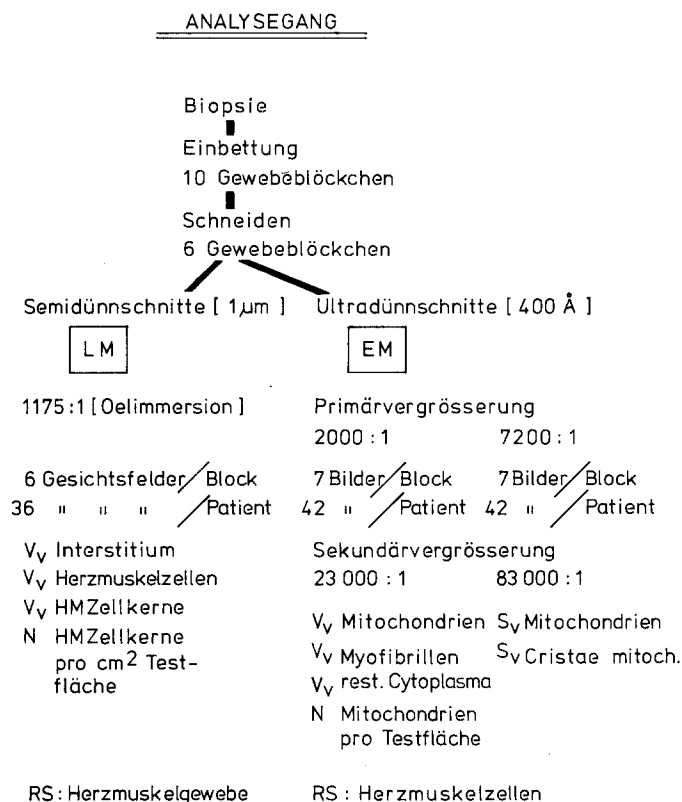 ANALYSEGANG
Biopsie
Einbettung
10 Gewebeblöckchen
Schneiden
6 Gewebeblöckchen
Semidünnschnitte [ 1µm ]
LM
1175:1 [Oelimmersion]
6 Gesichtsfelder/Block
36 " " " /Patient
Vv Interstitium
Vv Herzmuskelzellen
Vv HMZellkerne
N HMZellkerne
pro cm2 Test-
fläche
RS: Herzmuskelgewebe
Ultradünnschnitte [ 400 Å ]
EM
Primärvergrösserung
2000 : 1 7200 : 1
7 Bilder/Block 7 Bilder/Block
42 " /Patient 42 " /Patient
Sekundärvergrösserung
23 000 : 1 83 000 : 1
Vv Mitochondrien Sv Mitochondrien
Vv Myofibrillen Sv Cristae mitoch.
Vv rest. Cytoplasma
N Mitochondrien
pro Testfläche
RS : Herzmuskelzellen